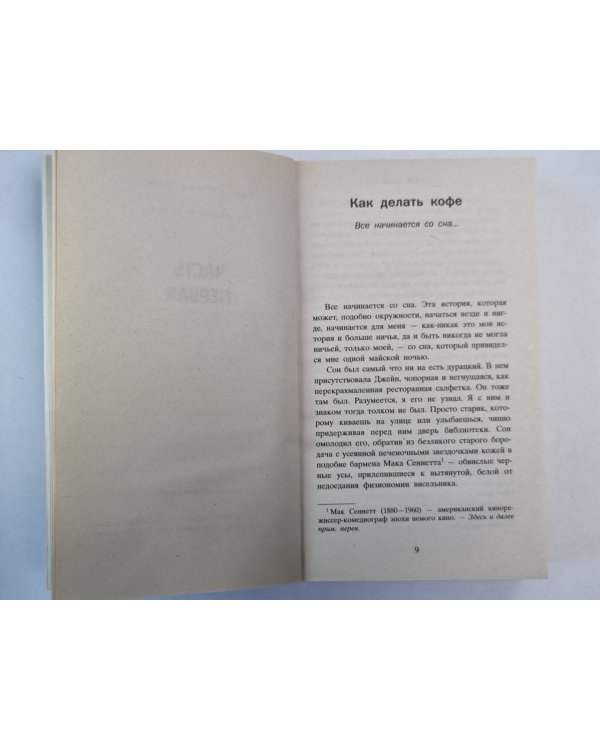 Как делать кофе
Все начинается со сна...
Все начинается со сна. Эта история, которая
может, подобно окружности, начаться везде и ниг-
де, начинается для меня — как-никак это моя ис-
тория и больше ничья, да и быть никогда не могла
ничьей, только моей, — со сна, который привидел-
ся мне одной майской ночью.
Сон был самый что ни на есть дурацкий. В нем
присутствовала Джейн, чопорная и негнущаяся, как
перекрахмаленная ресторанная салфетка. Он тоже
там был. Разумеется, я его не узнал. Я с ним и
знаком тогда толком не был. Просто старик, кото-
рому киваешь на улице или улыбаешься, чинно
придерживая перед ним дверь библиотеки. Сон
омолодил его, обратив из безликого старого боро-
дача с усеянной печеночными звездочками кожей в
подобие бармена Мака Сеннетта¹ — обвислые чер-
ные усы, прилепившиеся к вытянутой, белой от
недоедания физиономии висельника.
¹ Мак Сеннетт (1880—1960) — американский киноре-
жиссер-комедиограф эпохи немого кино. — Здесь и далее
прим. перев.
9
ЧАСТЬ
ПЕРВАЯ